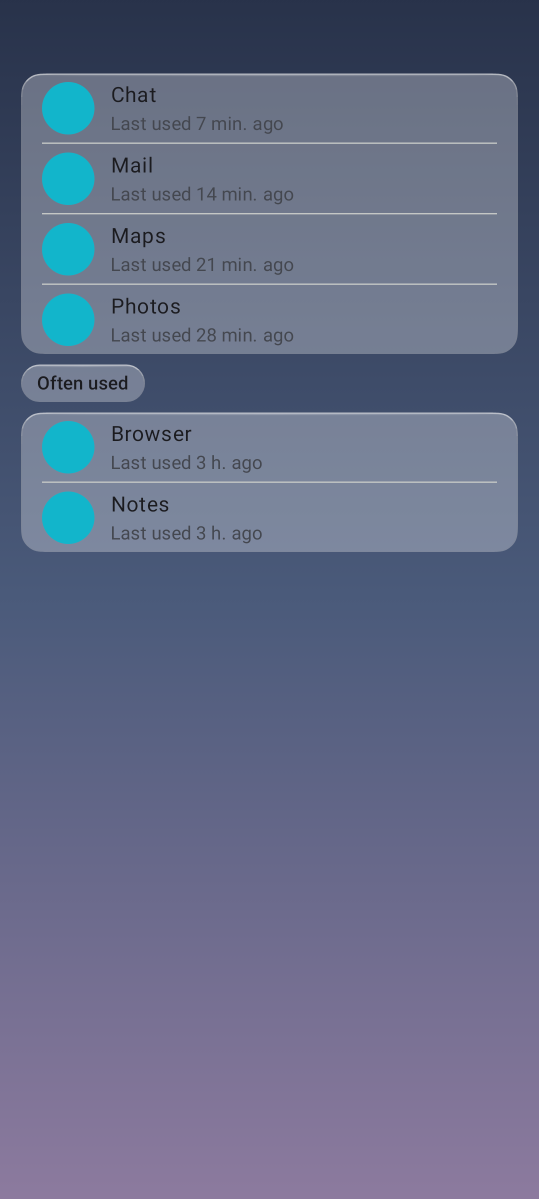 Chat
Last used 7 min. ago
Mail
Last used 14 min. ago
Maps
Last used 21 min. ago
Photos
Last used 28 min. ago
Often used
Browser
Last used 3 h. ago
Notes
Last used 3 h. ago